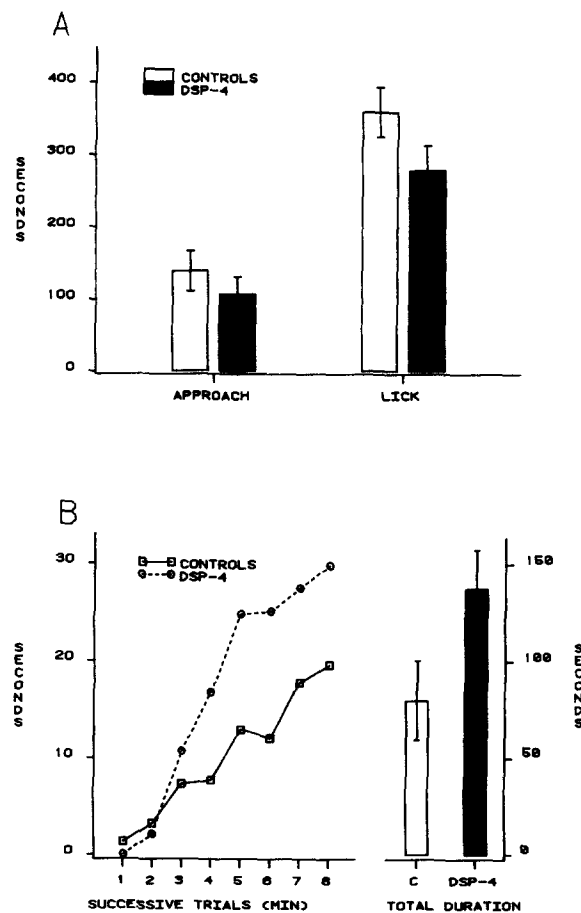 A
CONTROLS
DSP-4
SECONDS
400
300
200
100
0
APPROACH LICK
B
CONTROLS
DSP-4
SECONDS
30
20
10
0
1 2 3 4 5 6 7 8
SUCCESSIVE TRIALS (MIN)
150
100
50
0
SECONDS
C DSP-4
TOTAL DURATION